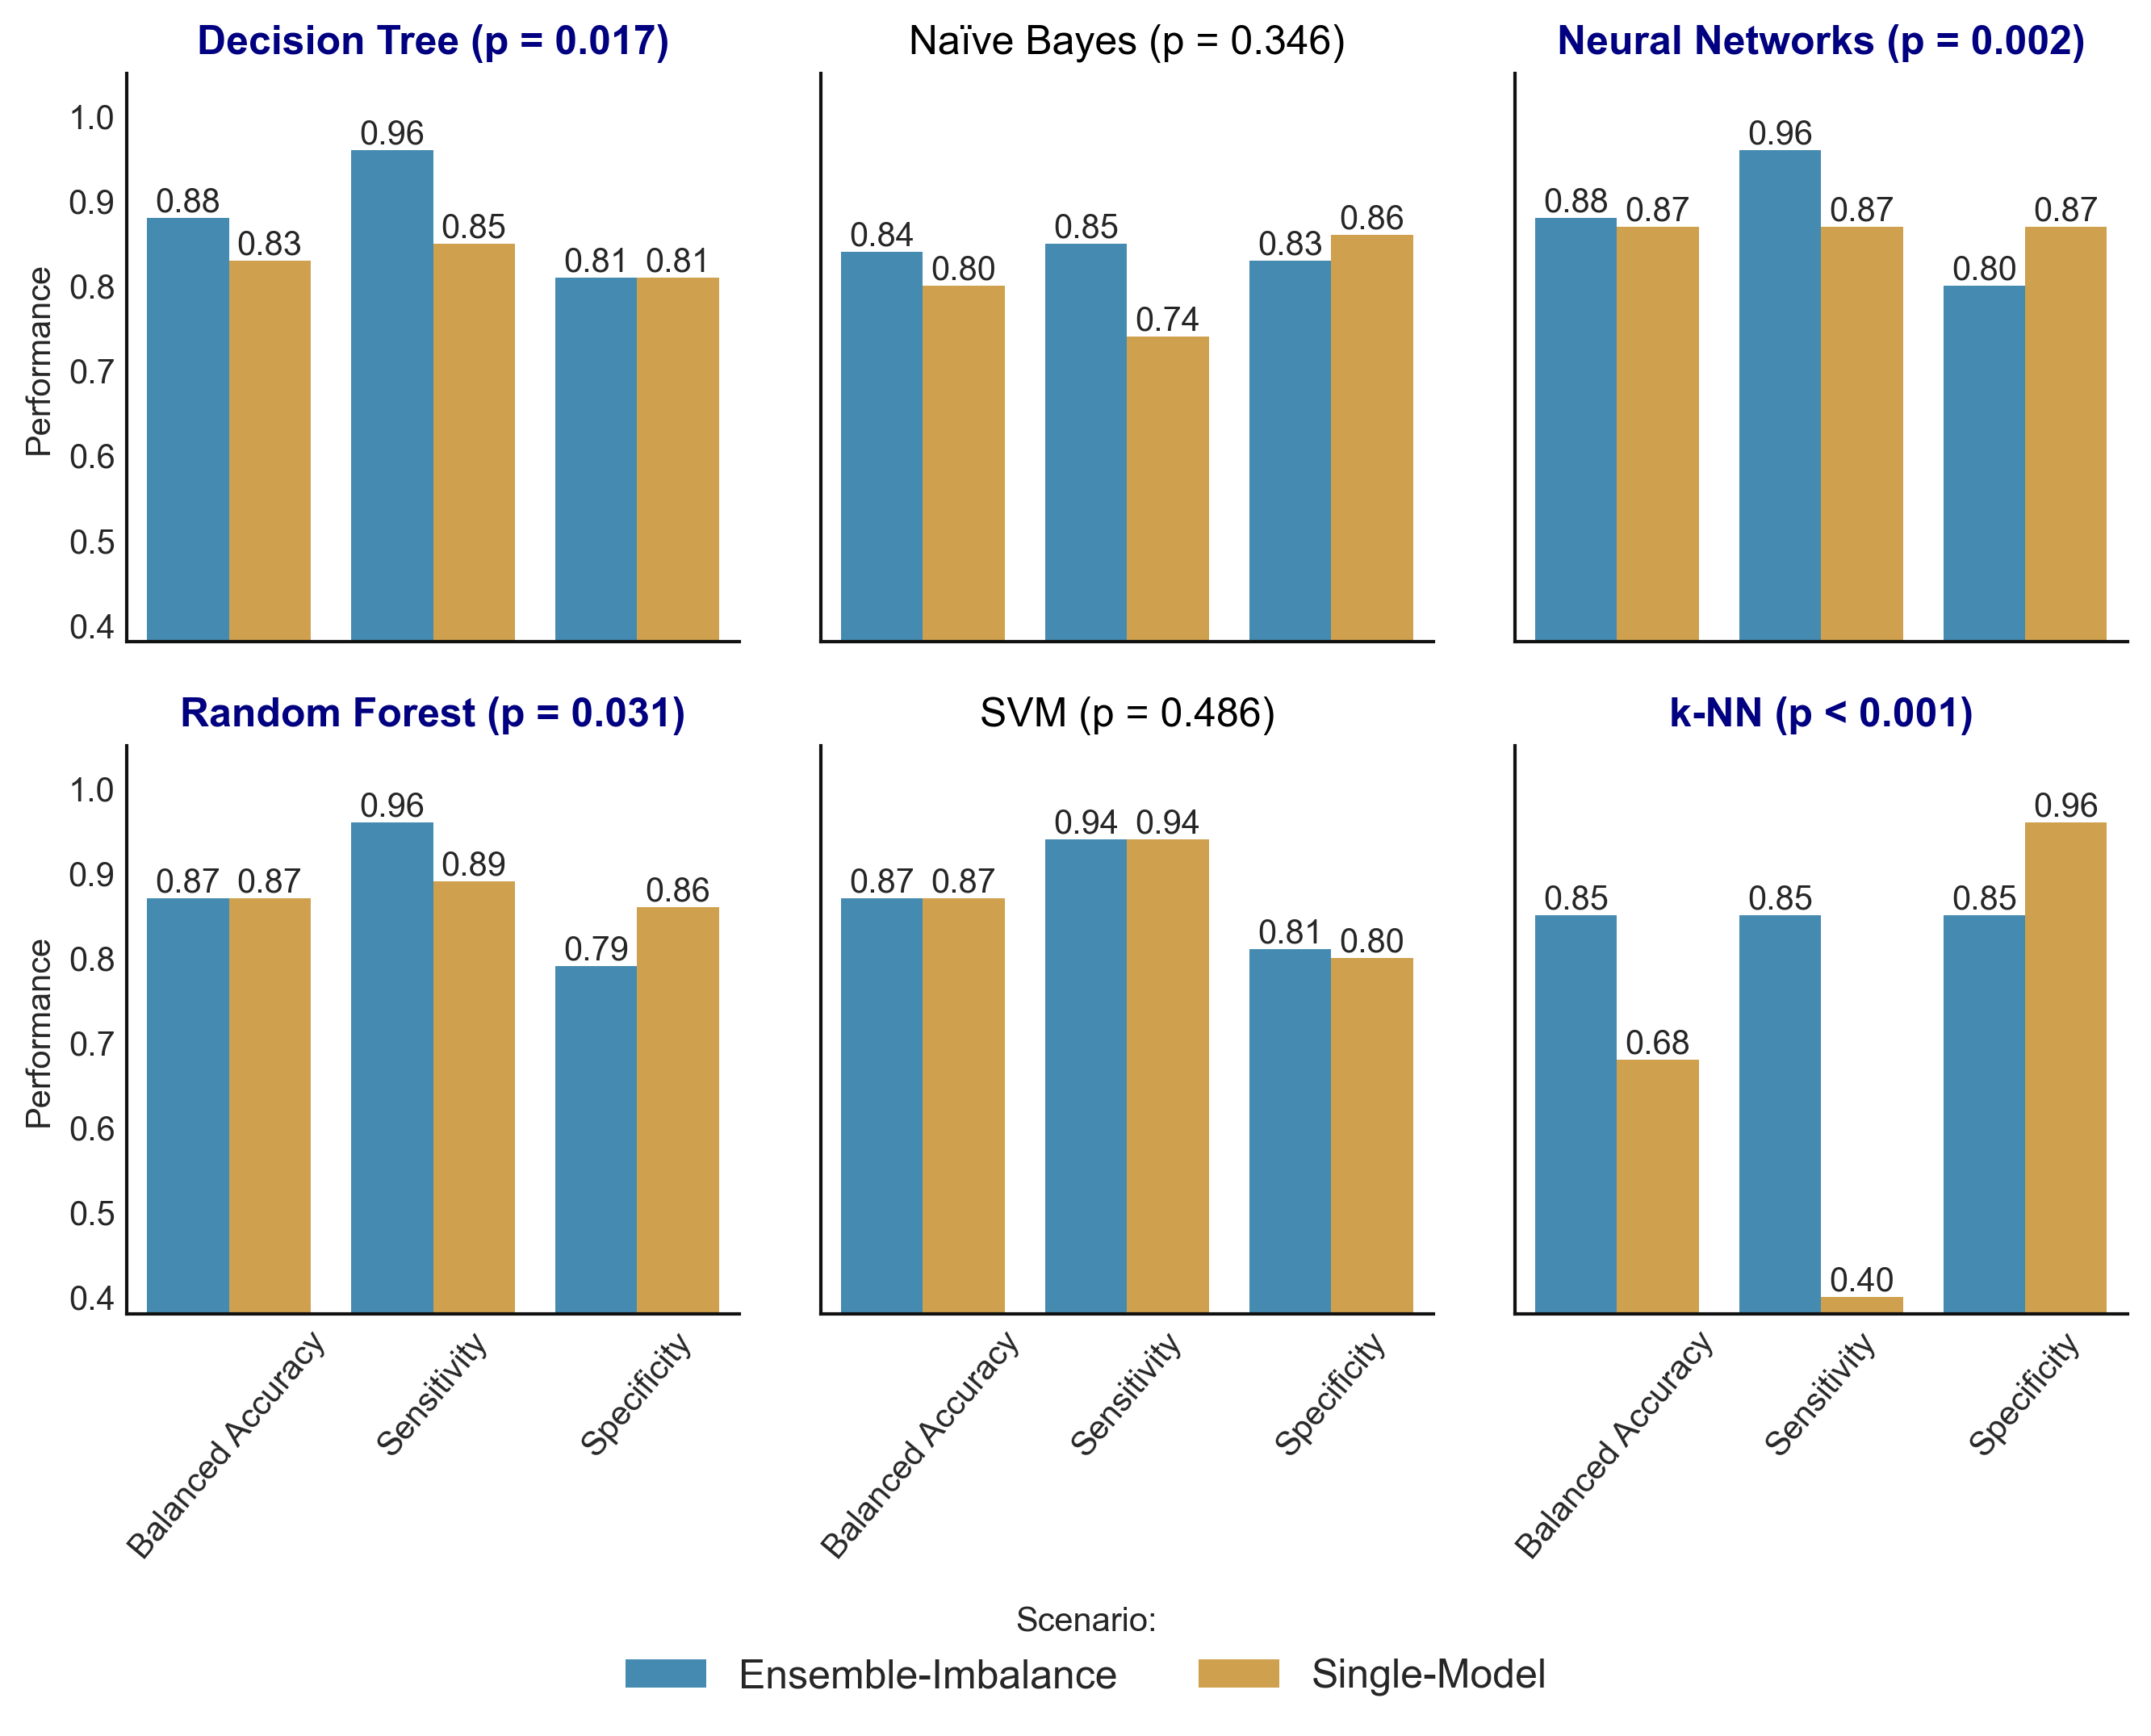 Decision Tree (p = 0.017)
Naïve Bayes (p = 0.346)
Neural Networks (p = 0.002)
Performance
1.0
0.9
0.8
0.7
0.6
0.5
0.4
0.88
0.83
0.96
0.85
0.81
0.81
0.84
0.80
0.85
0.74
0.83
0.86
0.88
0.87
0.96
0.87
0.80
0.87
Random Forest (p = 0.031)
SVM (p = 0.486)
k-NN (p < 0.001)
Performance
1.0
0.9
0.8
0.7
0.6
0.5
0.4
0.87
0.87
0.96
0.89
0.79
0.86
0.87
0.87
0.94
0.94
0.81
0.80
0.85
0.68
0.85
0.40
0.85
0.96
Balanced Accuracy
Sensitivity
Specificity
Balanced Accuracy
Sensitivity
Specificity
Balanced Accuracy
Sensitivity
Specificity
Scenario:
Ensemble-Imbalance
Single-Model